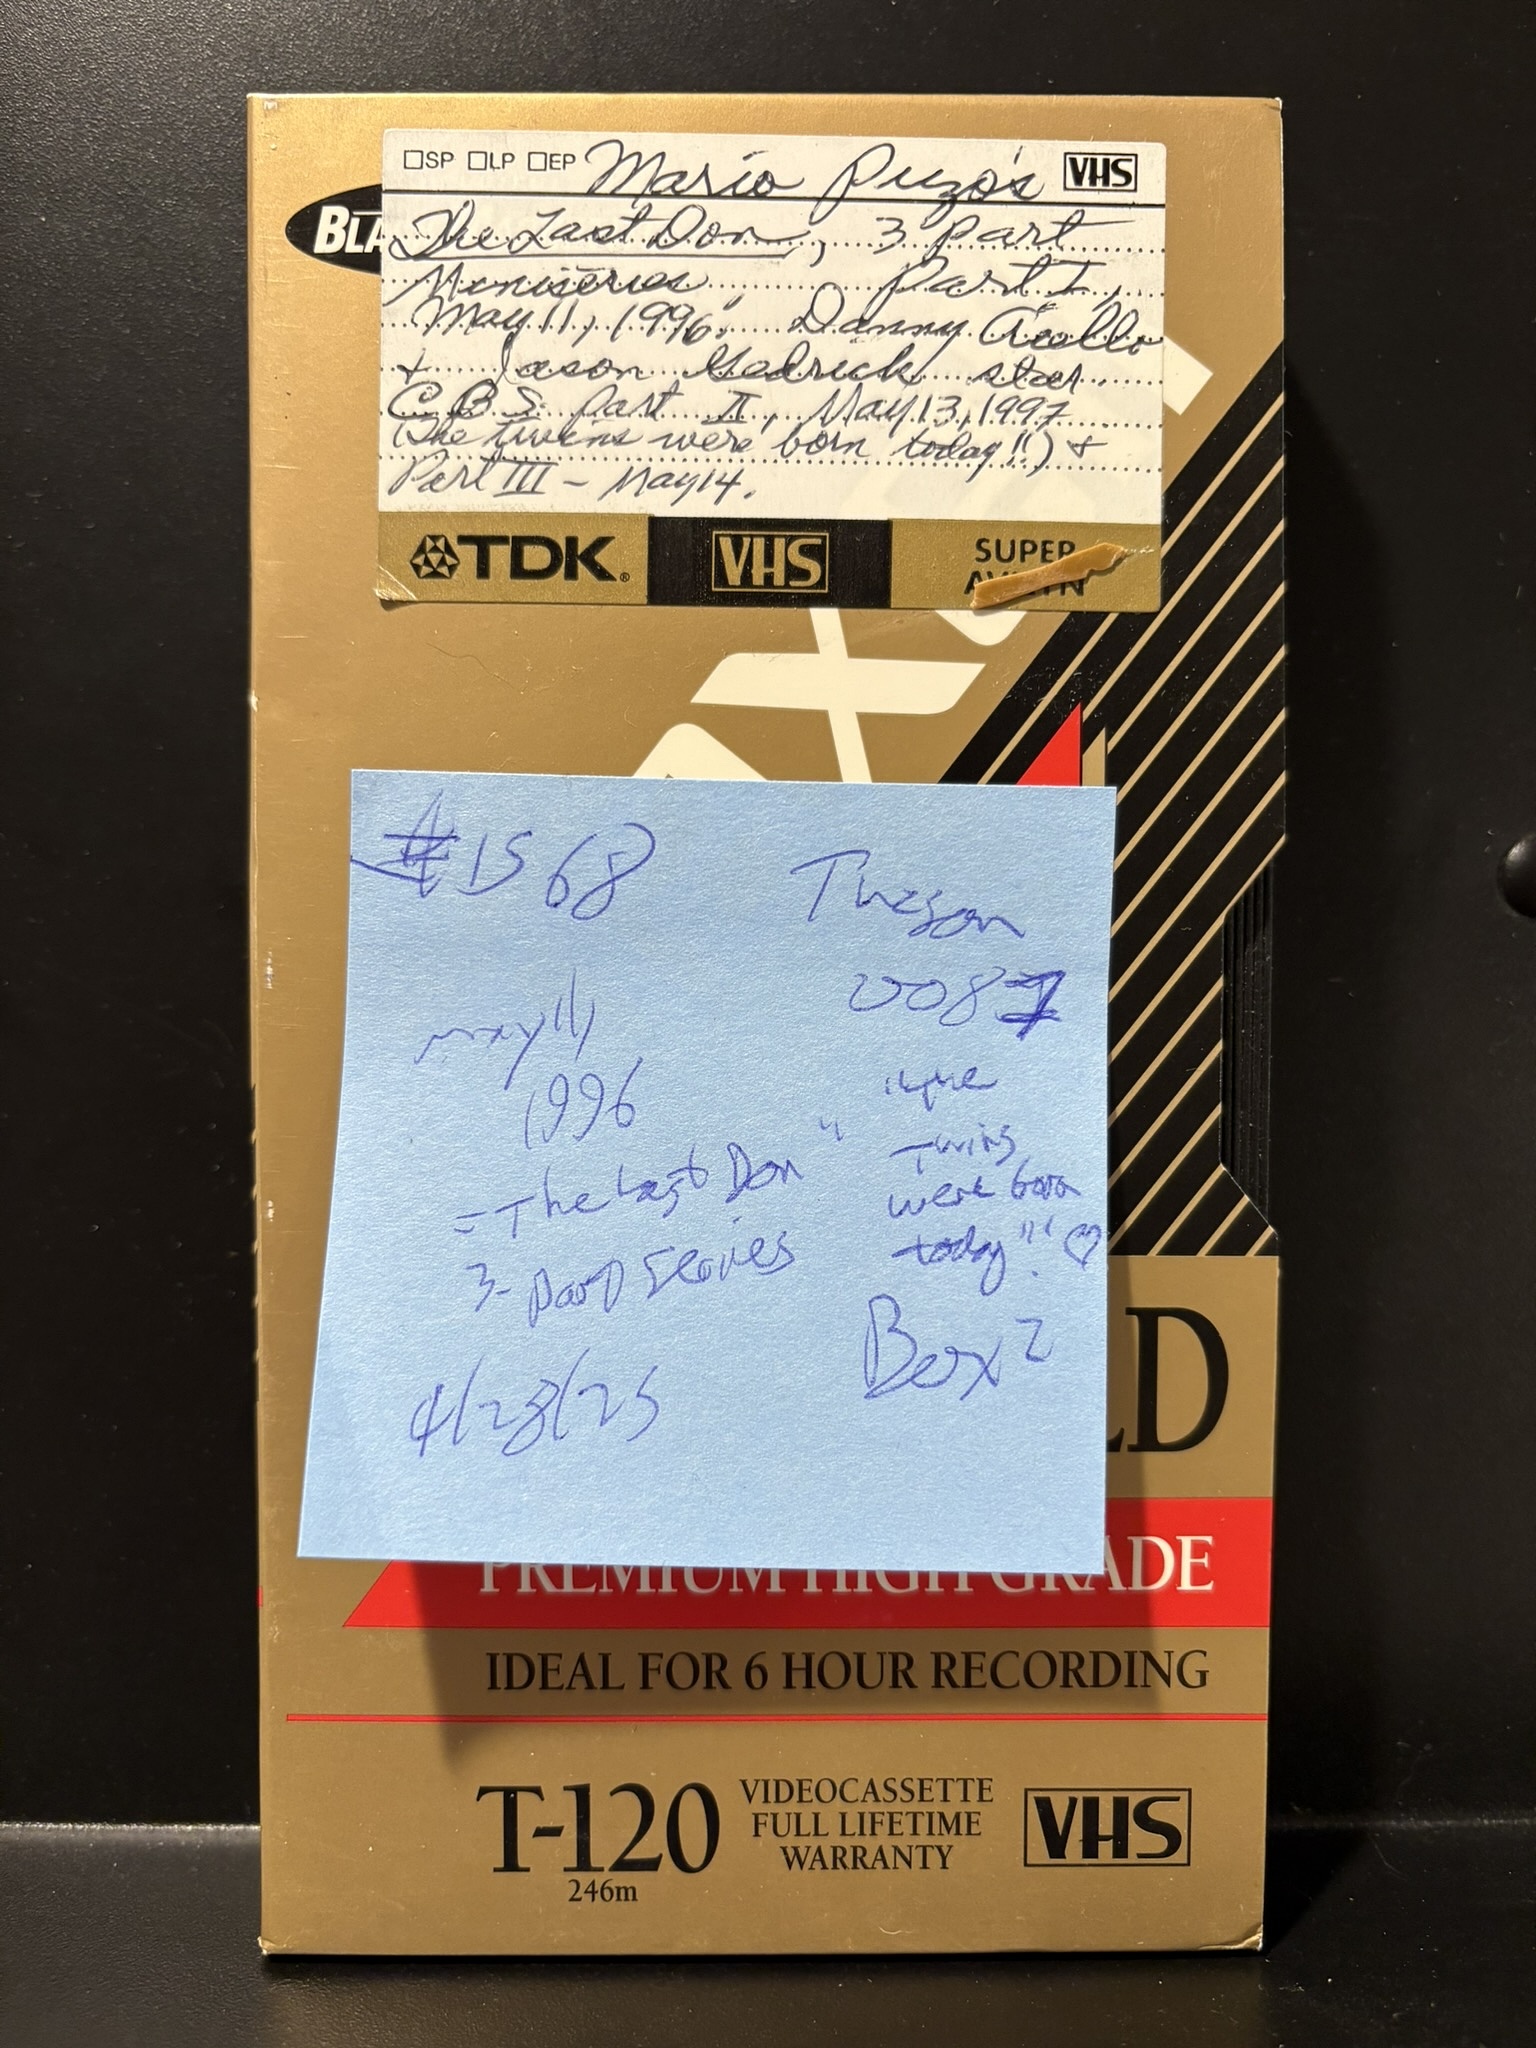 ☐SP ☐LP ☐EP Mario Puzo's VHS
BLA
The Last Don, 3 Part
Miniseries Part I,
May 11, 1996. Danny Aiello
+ Jason Gedrick star.
C.B.S. Part II, May 13, 1997
(The twins were born today!!) +
Part III - May 14.
TDK® VHS SUPER
#1568
Tucson
0087
May 11,
1996
"The
Twins
were born
today"! ♡
-The Last Don"
3-part series
4/28/25
Box 2
LD
PREMIUM HIGH GRADE
IDEAL FOR 6 HOUR RECORDING
T-120
246m
VIDEOCASSETTE
FULL LIFETIME
WARRANTY
VHS